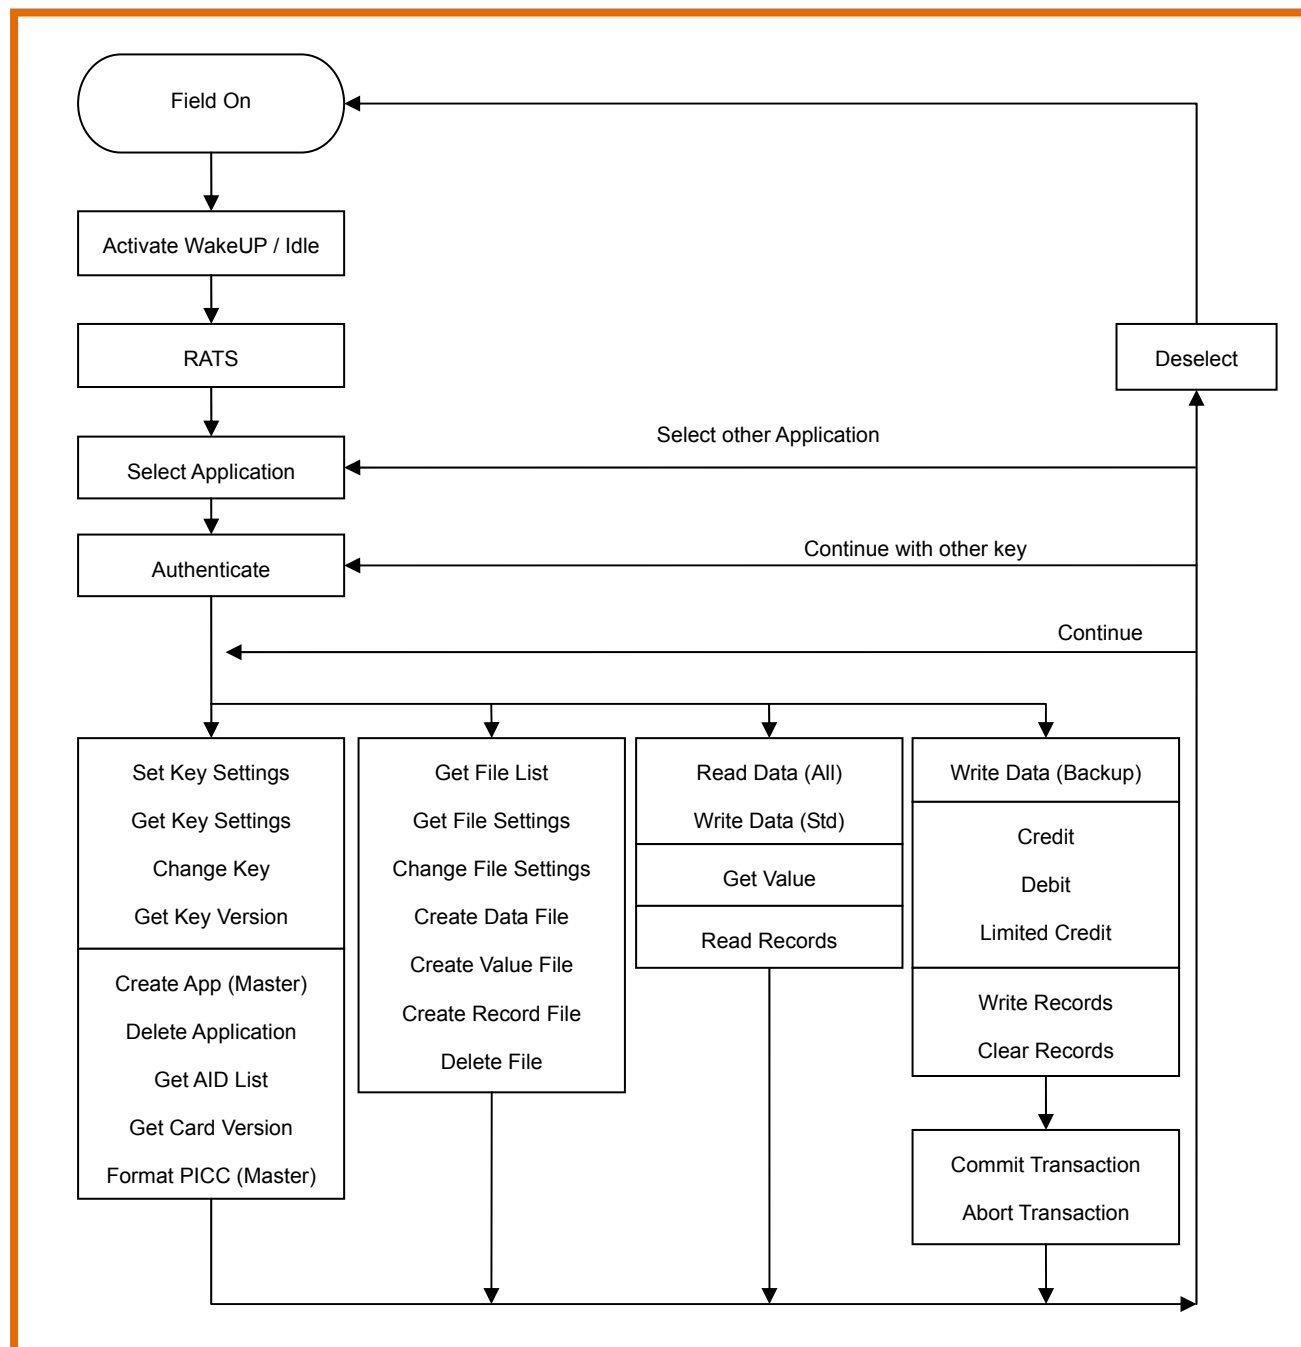 Field On
Activate WakeUP / Idle
RATS
Deselect
Select other Application
Select Application
Continue with other key
Authenticate
Continue
Set Key Settings
Get Key Settings
Change Key
Get Key Version
Create App (Master)
Delete Application
Get AID List
Get Card Version
Format PICC (Master)
Get File List
Get File Settings
Change File Settings
Create Data File
Create Value File
Create Record File
Delete File
Read Data (All)
Write Data (Std)
Get Value
Read Records
Write Data (Backup)
Credit
Debit
Limited Credit
Write Records
Clear Records
Commit Transaction
Abort Transaction